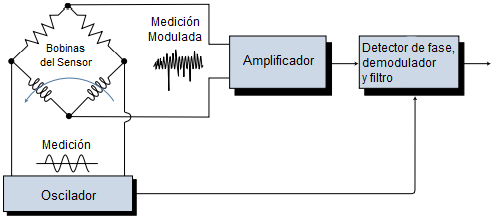 Medición
Modulada
Bobinas
del Sensor
Amplificador
Detector de fase,
demodulador
y filtro
Medición
Oscilador